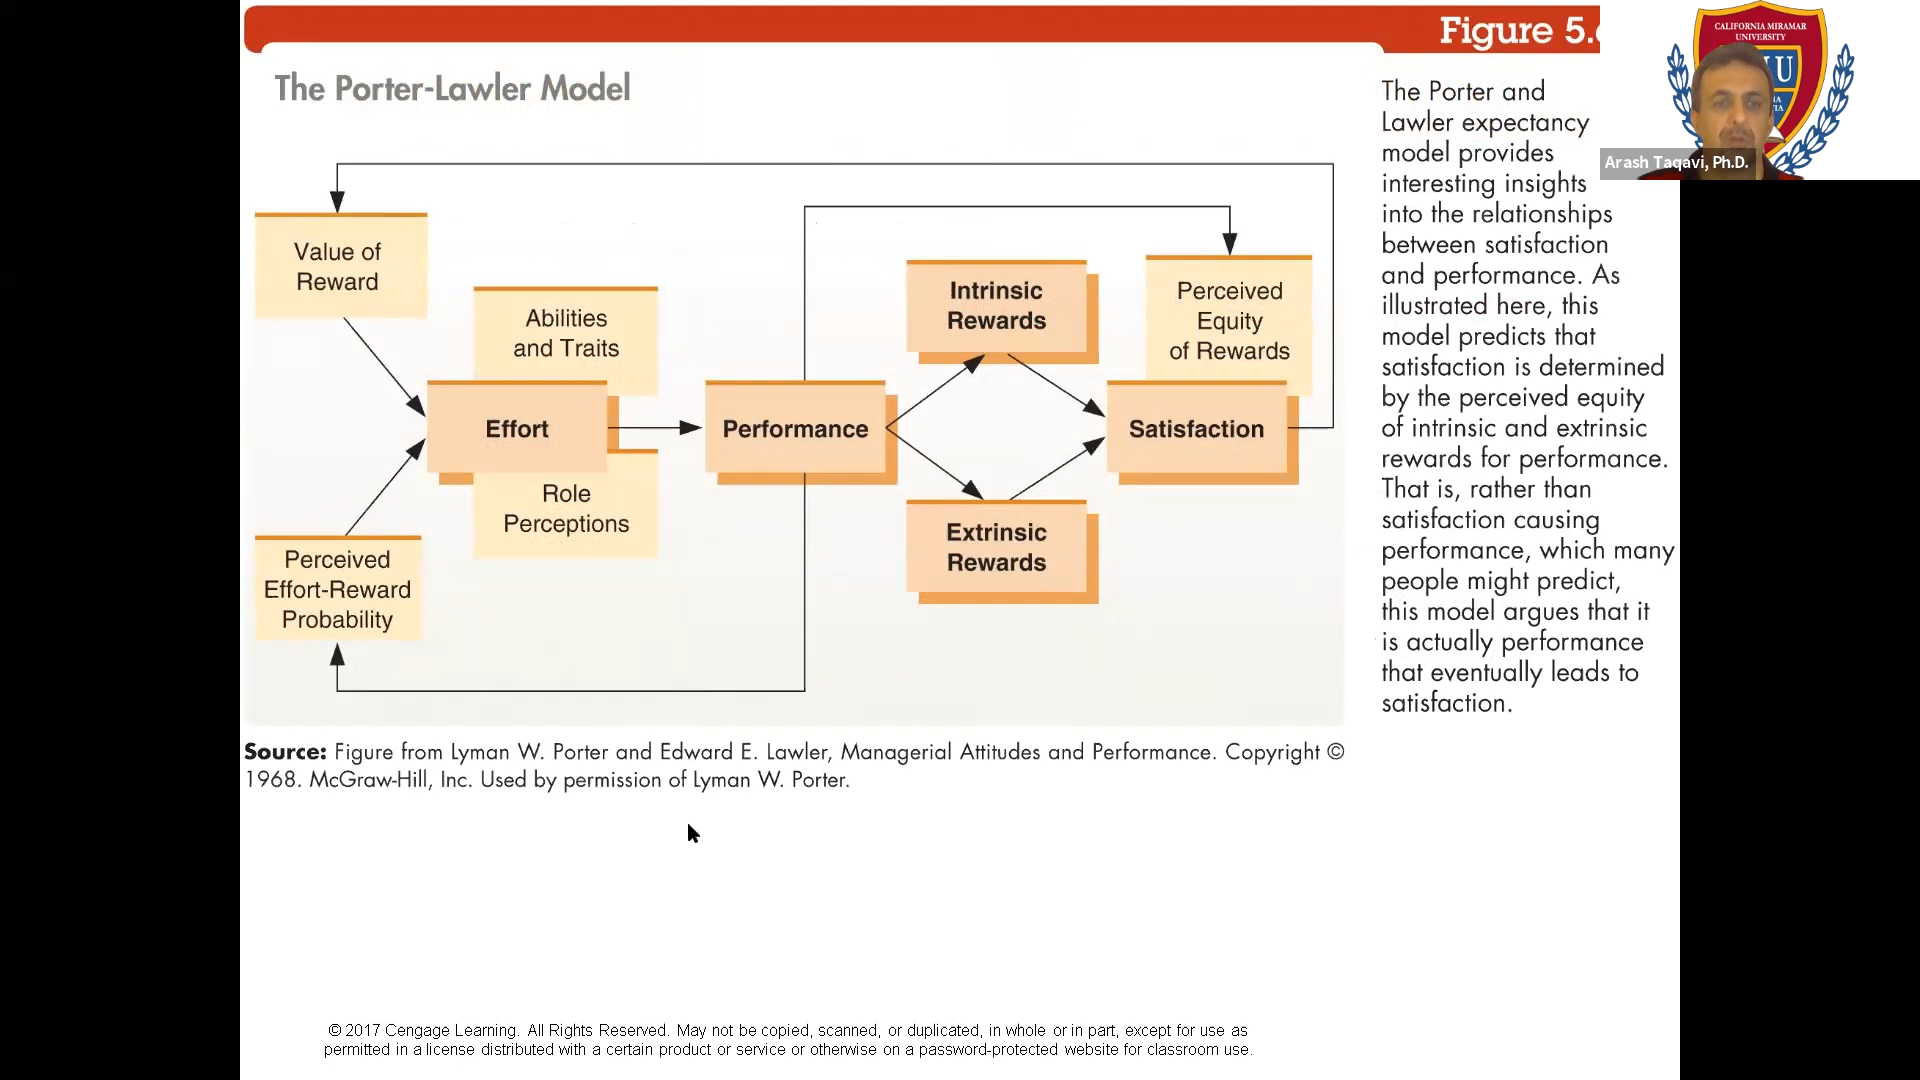 Figure 5.
CALIFORNIA MIRAMAR
UNIVERSITY
Arash Taqavi, Ph.D.
The Porter-Lawler Model
Value of
Reward
Abilities
and Traits
Effort
Role
Perceptions
Perceived
Effort-Reward
Probability
Performance
Intrinsic
Rewards
Extrinsic
Rewards
Perceived
Equity
of Rewards
Satisfaction
The Porter and
Lawler expectancy
model provides
interesting insights
into the relationships
between satisfaction
and performance. As
illustrated here, this
model predicts that
satisfaction is determined
by the perceived equity
of intrinsic and extrinsic
rewards for performance.
That is, rather than
satisfaction causing
performance, which many
people might predict,
this model argues that it
is actually performance
that eventually leads to
satisfaction.
Source: Figure from Lyman W. Porter and Edward E. Lawler, Managerial Attitudes and Performance. Copyright ©
1968. McGraw-Hill, Inc. Used by permission of Lyman W. Porter.
© 2017 Cengage Learning. All Rights Reserved. May not be copied, scanned, or duplicated, in whole or in part, except for use as
permitted in a license distributed with a certain product or service or otherwise on a password-protected website for classroom use.